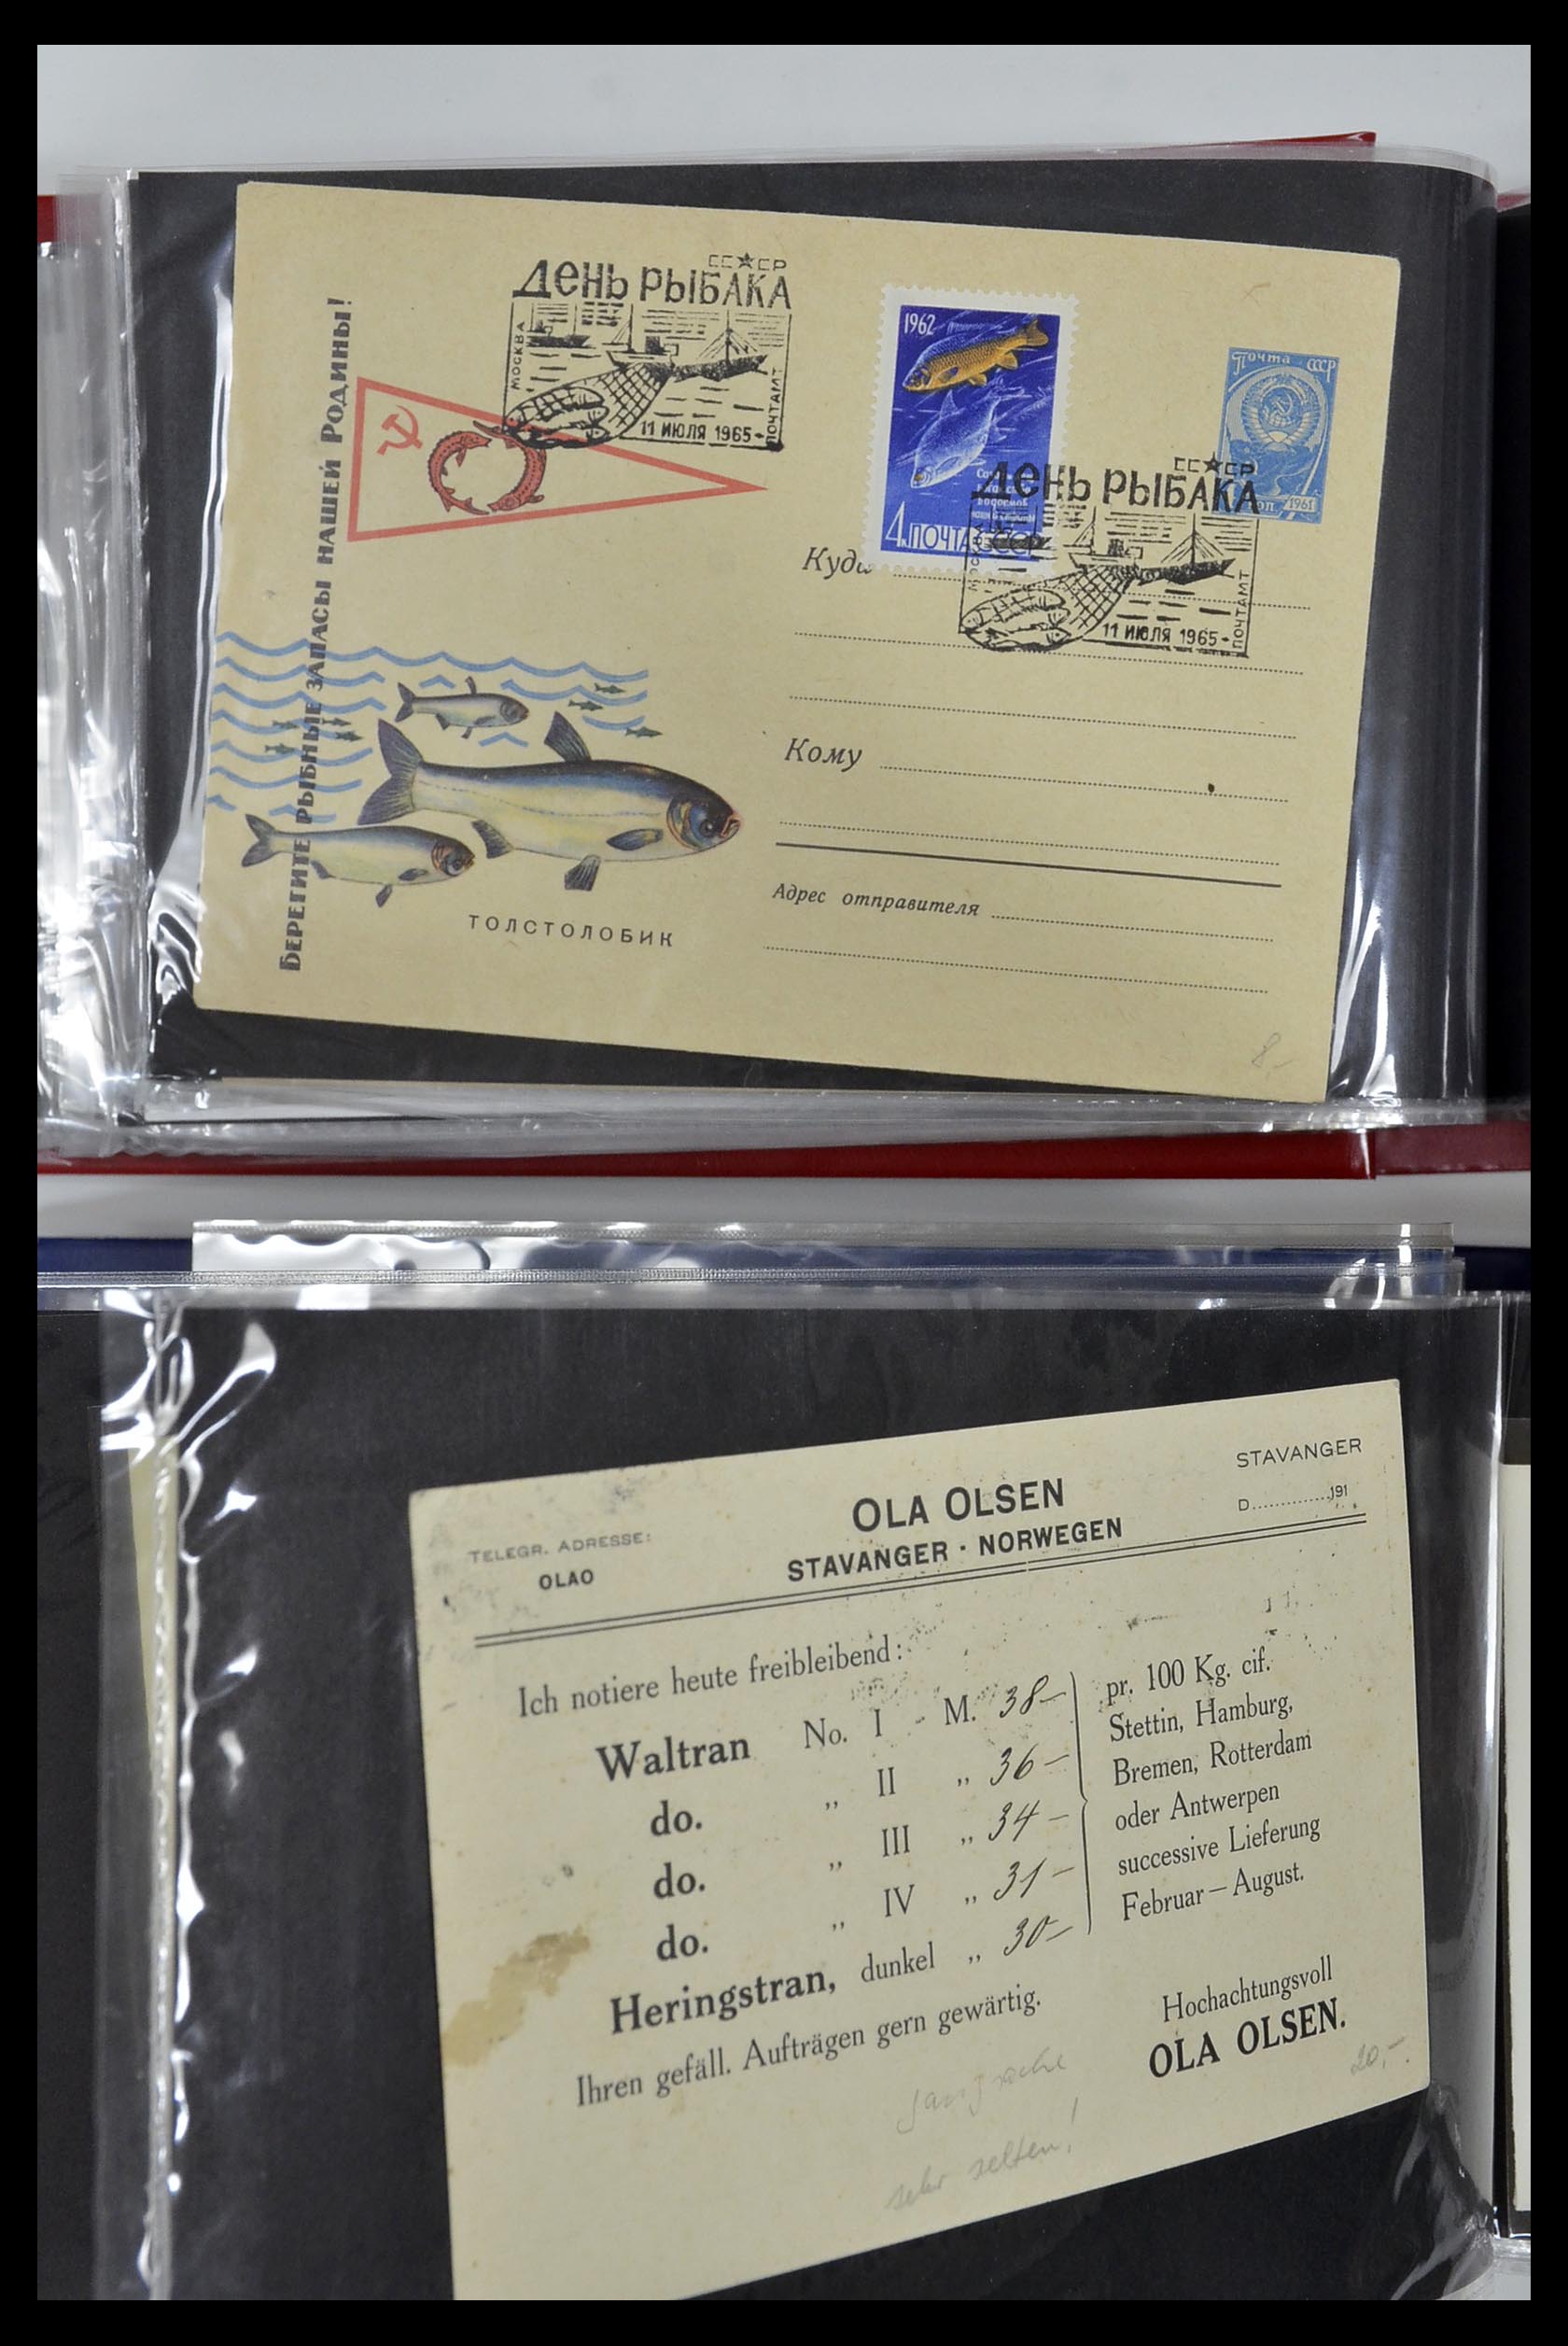 БЕРЕГИТЕ РЫБНЫЕ ЗАПАСЫ НАШЕЙ РОДИНЫ!
СССР
ДЕНЬ РЫБАКА
МОСКВА
ПОЧТАМТ
11 ИЮЛЯ 1965
1962
4к ПОЧТА СССР
Почта СССР
коп. 1961
СССР
ДЕНЬ РЫБАКА
ПОЧТАМТ
11 ИЮЛЯ 1965
Куда
Кому
Адрес отправителя
ТОЛСТОЛОБИК
8-
STAVANGER
D..............191
OLA OLSEN
STAVANGER · NORWEGEN
TELEGR. ADRESSE:
OLAO
Ich notiere heute freibleibend:
Waltran No. I - M. 38-
do. „ II „ 36-
do. „ III „ 34-
do. „ IV „ 31-
Heringstran, dunkel „ 30-
pr. 100 Kg. cif.
Stettin, Hamburg,
Bremen, Rotterdam
oder Antwerpen
successive Lieferung
Februar — August.
Ihren gefäll. Aufträgen gern gewärtig.
Hochachtungsvoll
OLA OLSEN.
20,-.
sehr selten!